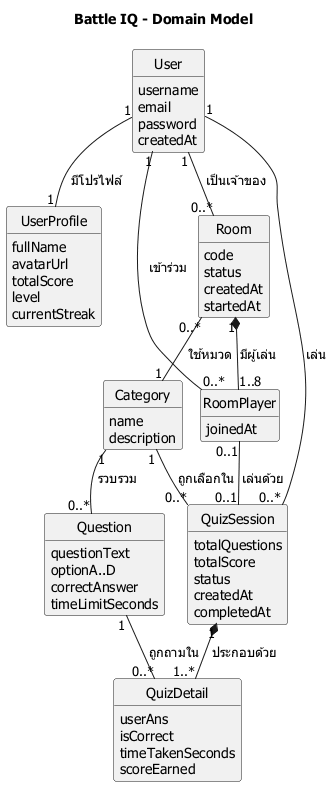 Battle IQ - Domain Model
User
username
email
password
createdAt
1
1
1
1
มีโปรไฟล์
เป็นเจ้าของ
1
0..*
UserProfile
fullName
avatarUrl
totalScore
level
currentStreak
Room
code
status
createdAt
startedAt
เข้าร่วม
0..*
1
ใช้หมวด
มีผู้เล่น
เล่น
1
0..*
1..8
Category
name
description
RoomPlayer
joinedAt
1
1
0..1
รวบรวม
ถูกเลือกใน
เล่นด้วย
0..*
0..*
0..1
0..*
Question
questionText
optionA..D
correctAnswer
timeLimitSeconds
QuizSession
totalQuestions
totalScore
status
createdAt
completedAt
1
1
ถูกถามใน
ประกอบด้วย
0..*
1..*
QuizDetail
userAns
isCorrect
timeTakenSeconds
scoreEarned